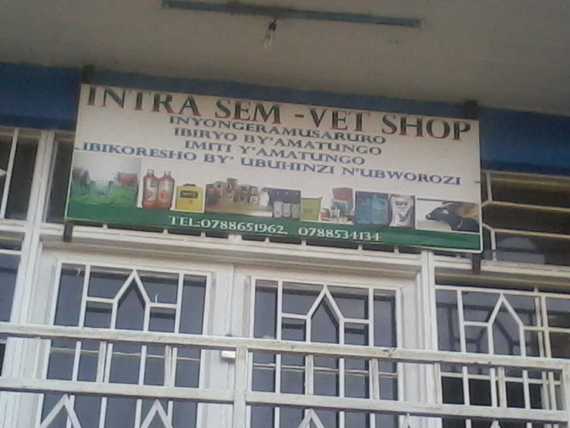 INTRA SEM -VET SHOP
INYONGERAMUSARURO
IBIRYO BY'AMATUNGO
IMITI Y'AMATUNGO
IBIKORESHO BY' UBUHINZI N'UBWOROZI
TEL:0788651962, 0788534134